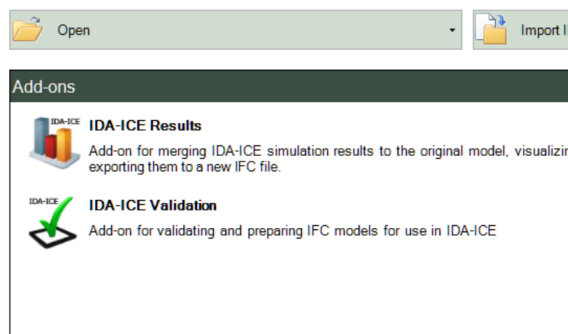 Open
Import
Add-ons
IDA-ICE
IDA-ICE Results
Add-on for merging IDA-ICE simulation results to the original model,
exporting them to a new IFC file.
IDA-ICE
IDA-ICE Validation
Add-on for validating and preparing IFC models for use in IDA-ICE